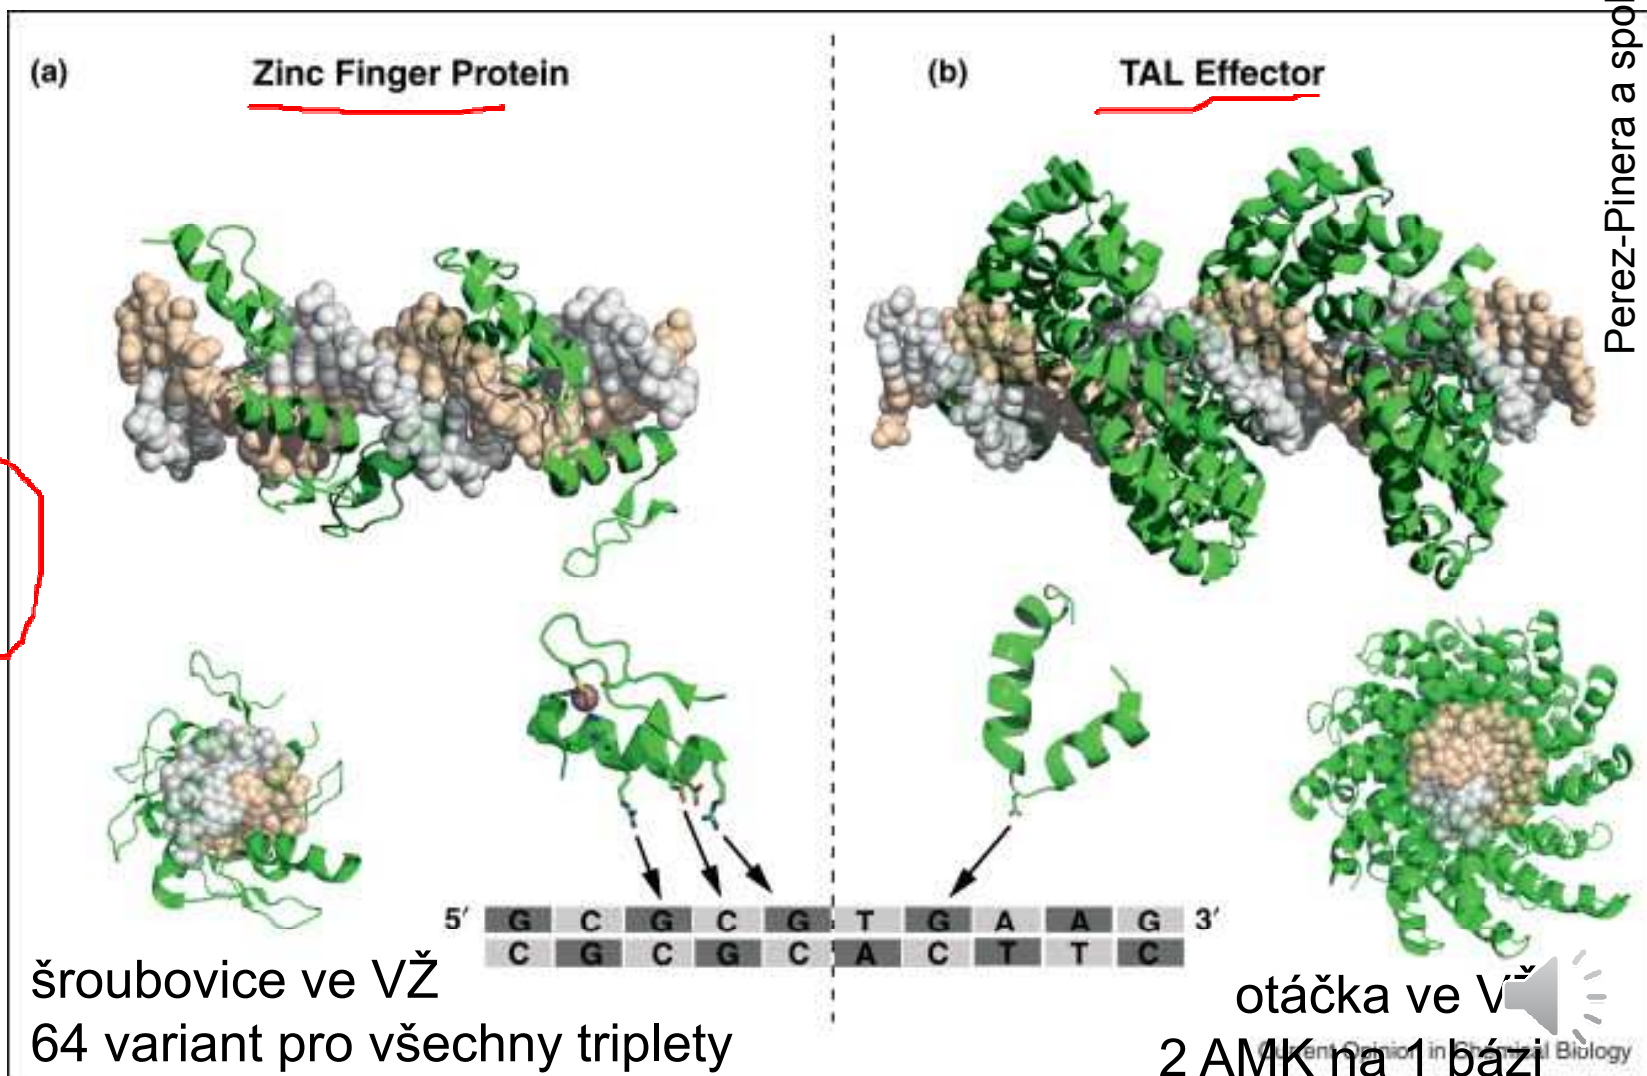 Perez-Pinera a spol
(a) Zinc Finger Protein
(b) TAL Effector
5′ G C G C G T G A A G 3′
C G C G C A C T T C
šroubovice ve VŽ
64 variant pro všechny triplety
otáčka ve VŽ
2 AMK na 1 bázi
Current Opinion in Chemical Biology